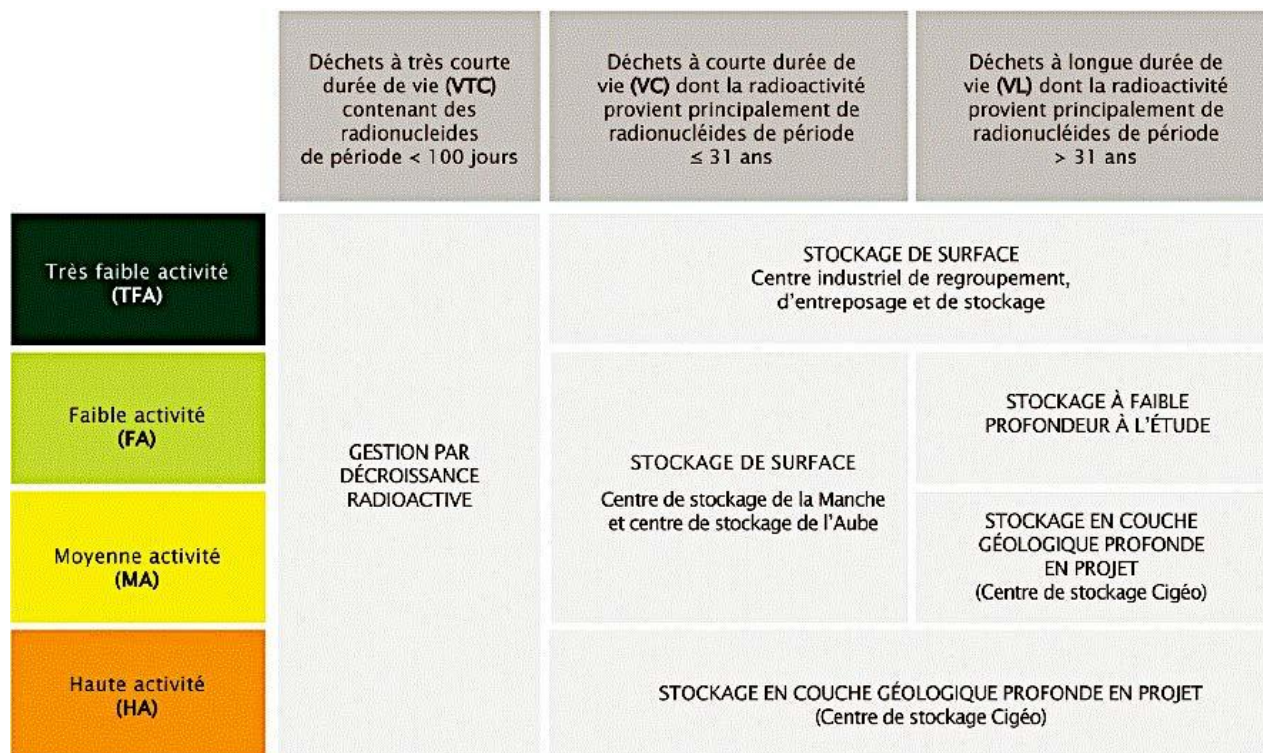 Déchets à très courte
durée de vie (VTC)
contenant des
radionucleides
de période < 100 jours
Déchets à courte durée de
vie (VC) dont la radioactivité
provient principalement de
radionucléides de période
≤ 31 ans
Déchets à longue durée de
vie (VL) dont la radioactivité
provient principalement de
radionucléides de période
> 31 ans
Très faible activité
(TFA)
STOCKAGE DE SURFACE
Centre industriel de regroupement,
d'entreposage et de stockage
Faible activité
(FA)
GESTION PAR
DÉCROISSANCE
RADIOACTIVE
STOCKAGE DE SURFACE
Centre de stockage de la Manche
et centre de stockage de l'Aube
STOCKAGE À FAIBLE
PROFONDEUR À L'ÉTUDE
Moyenne activité
(MA)
STOCKAGE EN COUCHE
GÉOLOGIQUE PROFONDE
EN PROJET
(Centre de stockage Cigéo)
Haute activité
(HA)
STOCKAGE EN COUCHE GÉOLOGIQUE PROFONDE EN PROJET
(Centre de stockage Cigéo)